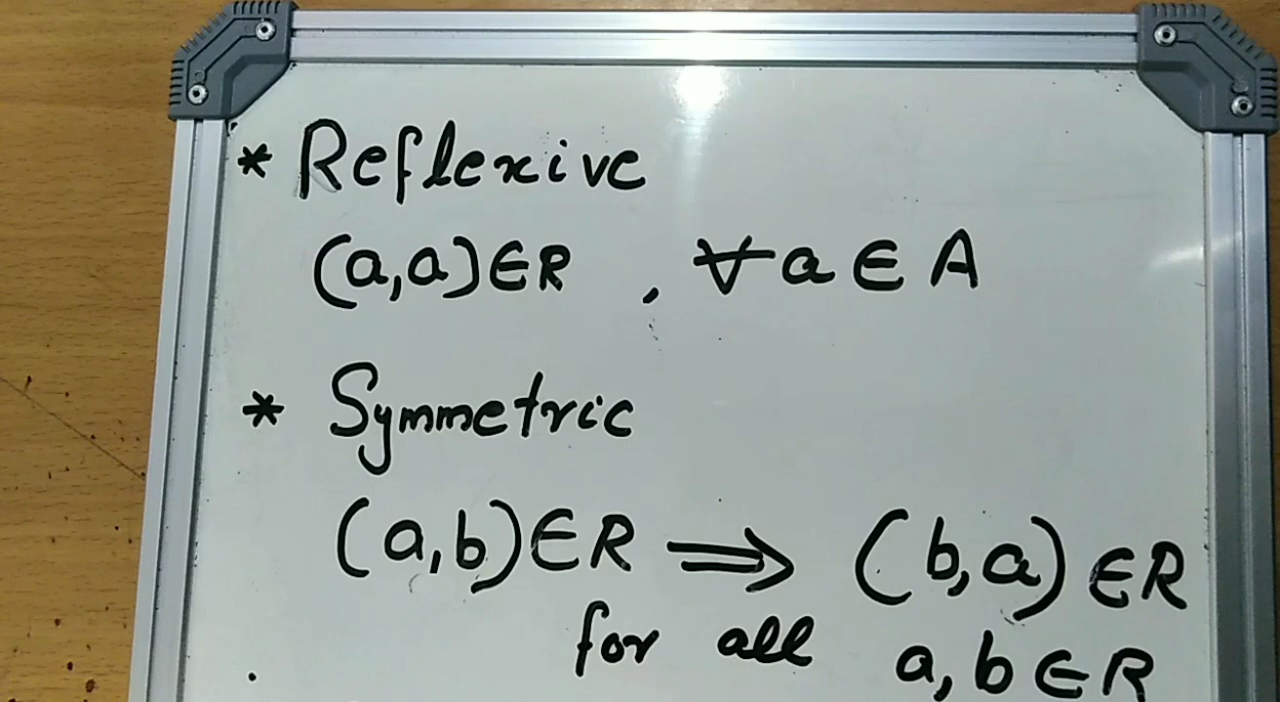 * Reflexive
(a,a)∈R , ∀a∈A
* Symmetric
(a,b)∈R ⟹ (b,a)∈R
for all a,b∈R